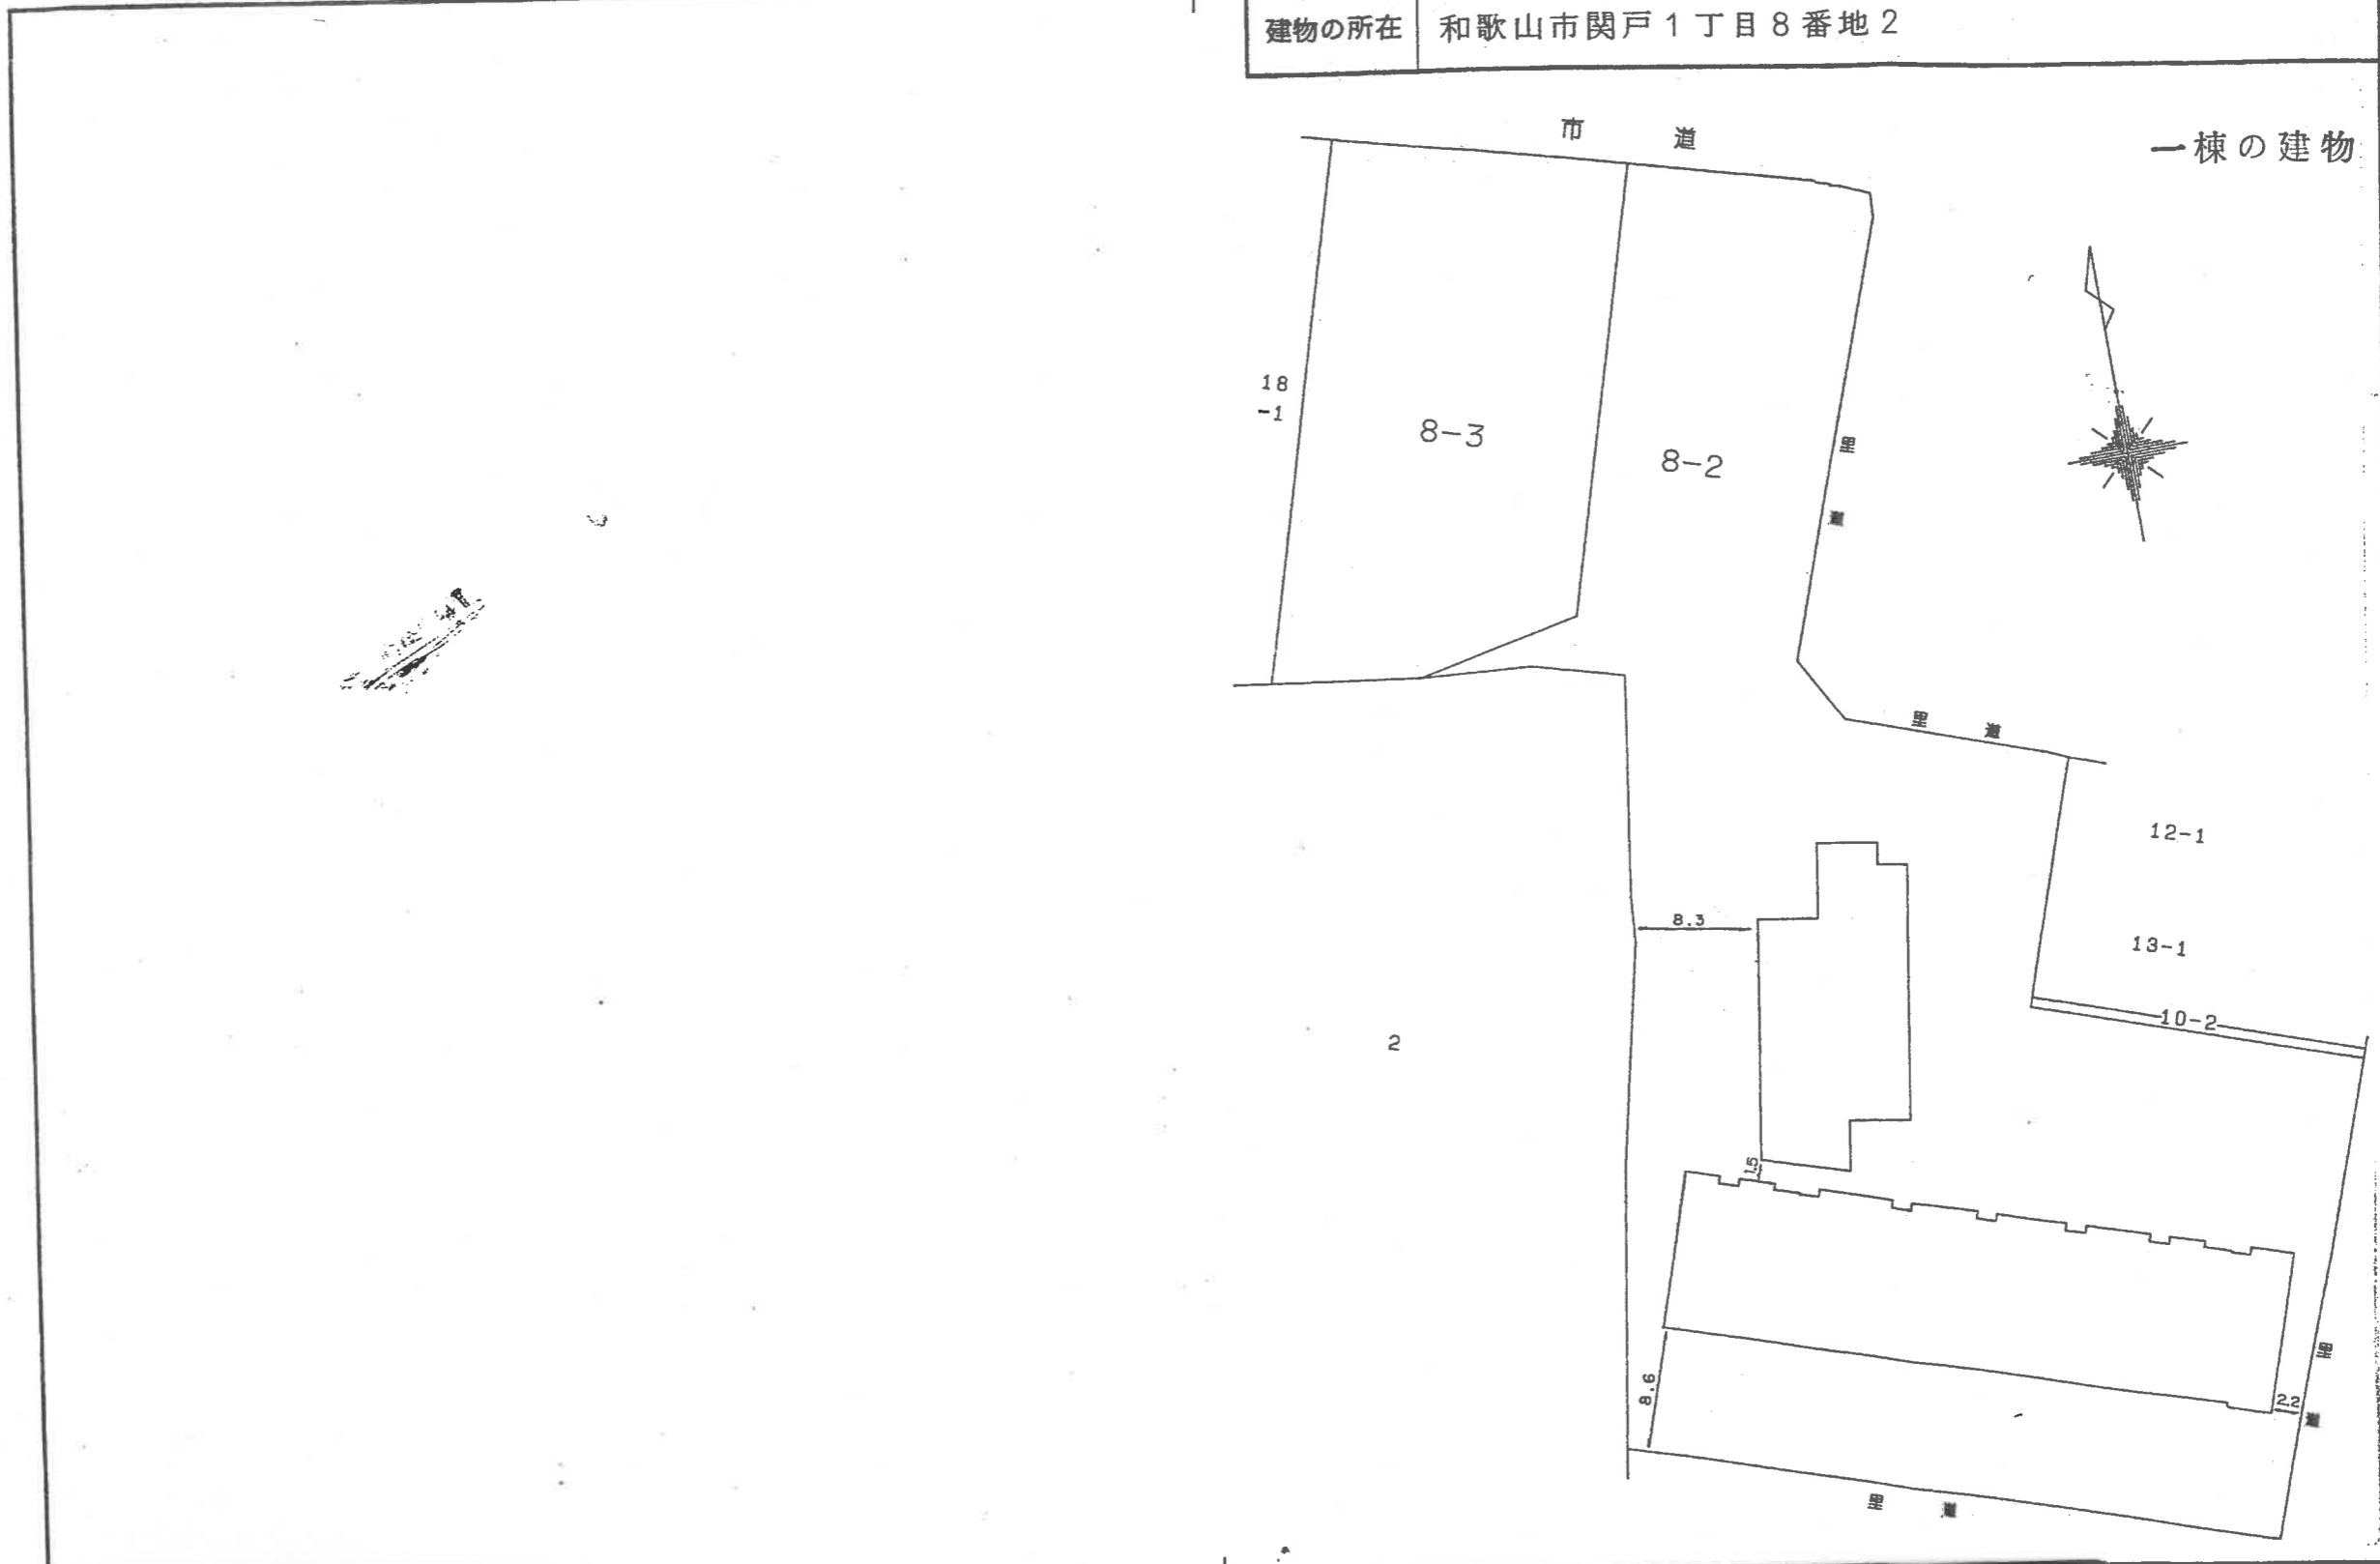 建物の所在 和歌山市関戸1丁目8番地2
市道
一棟の建物
18
-1
8-3
8-2
里道
里道
12-1
8.3
13-1
10-2
2
1.5
里道
8.6
2.2
里道